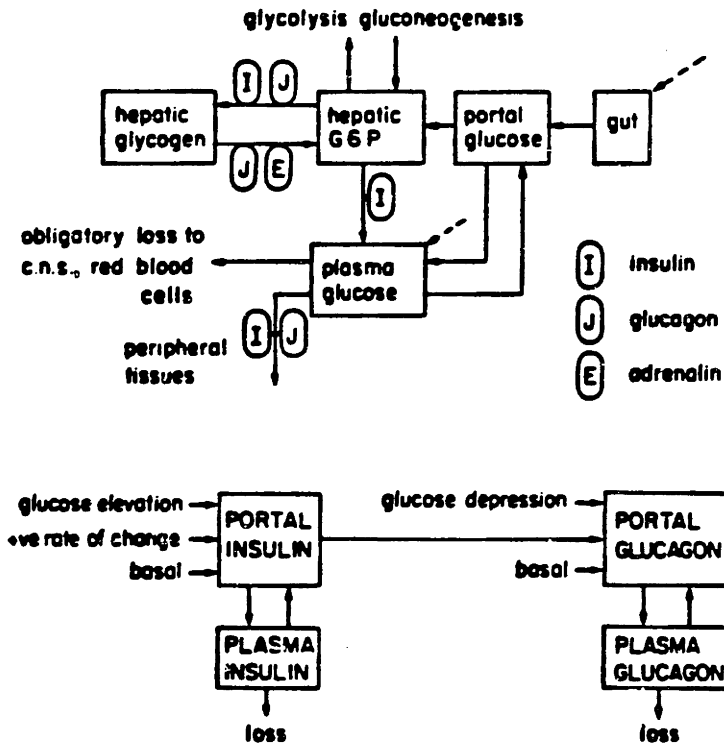 glycolysis gluconeogenesis
I J
hepatic
glycogen
hepatic
G6P
portal
glucose
gut
J E
I
obligatory loss to
c.n.s., red blood
cells
plasma
glucose
I J
peripheral
tissues
I insulin
J glucagon
E adrenalin
glucose elevation
+ve rate of change
basal
PORTAL
INSULIN
glucose depression
basal
PORTAL
GLUCAGON
PLASMA
INSULIN
PLASMA
GLUCAGON
loss
loss